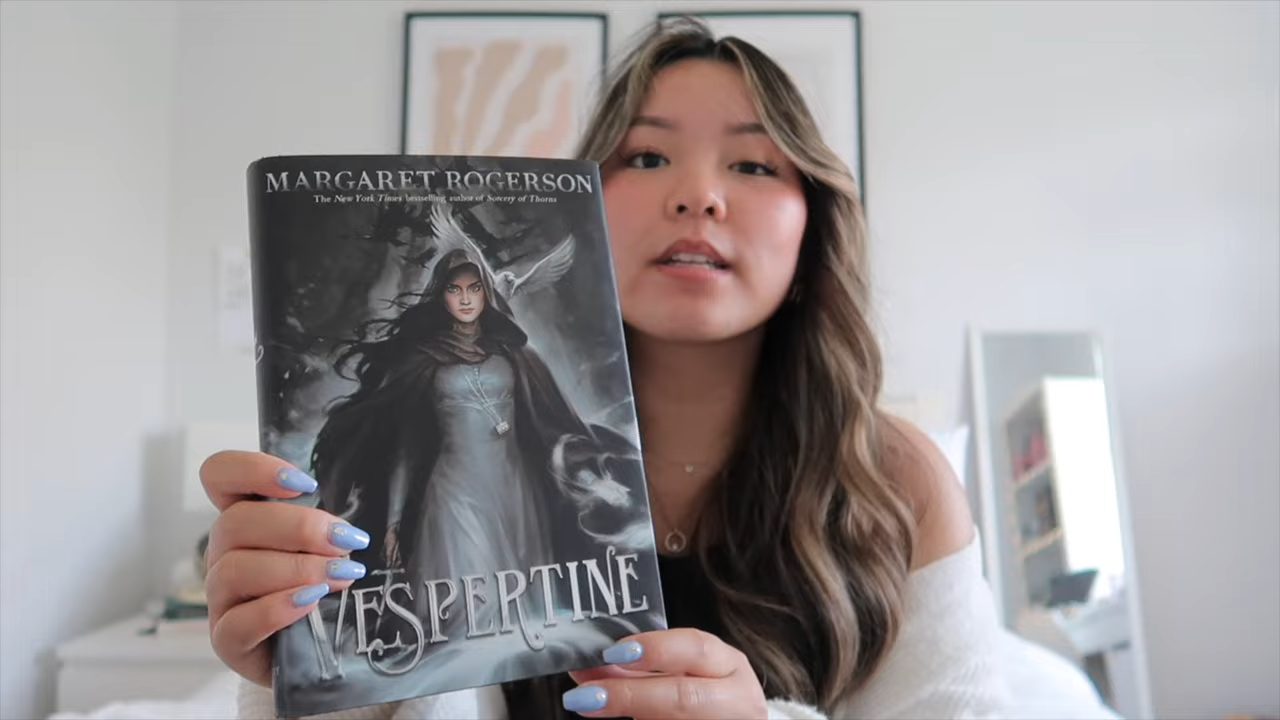 MARGARET ROGERSON
The New York Times bestselling author of Sorcery of Thorns
VESPERTINE